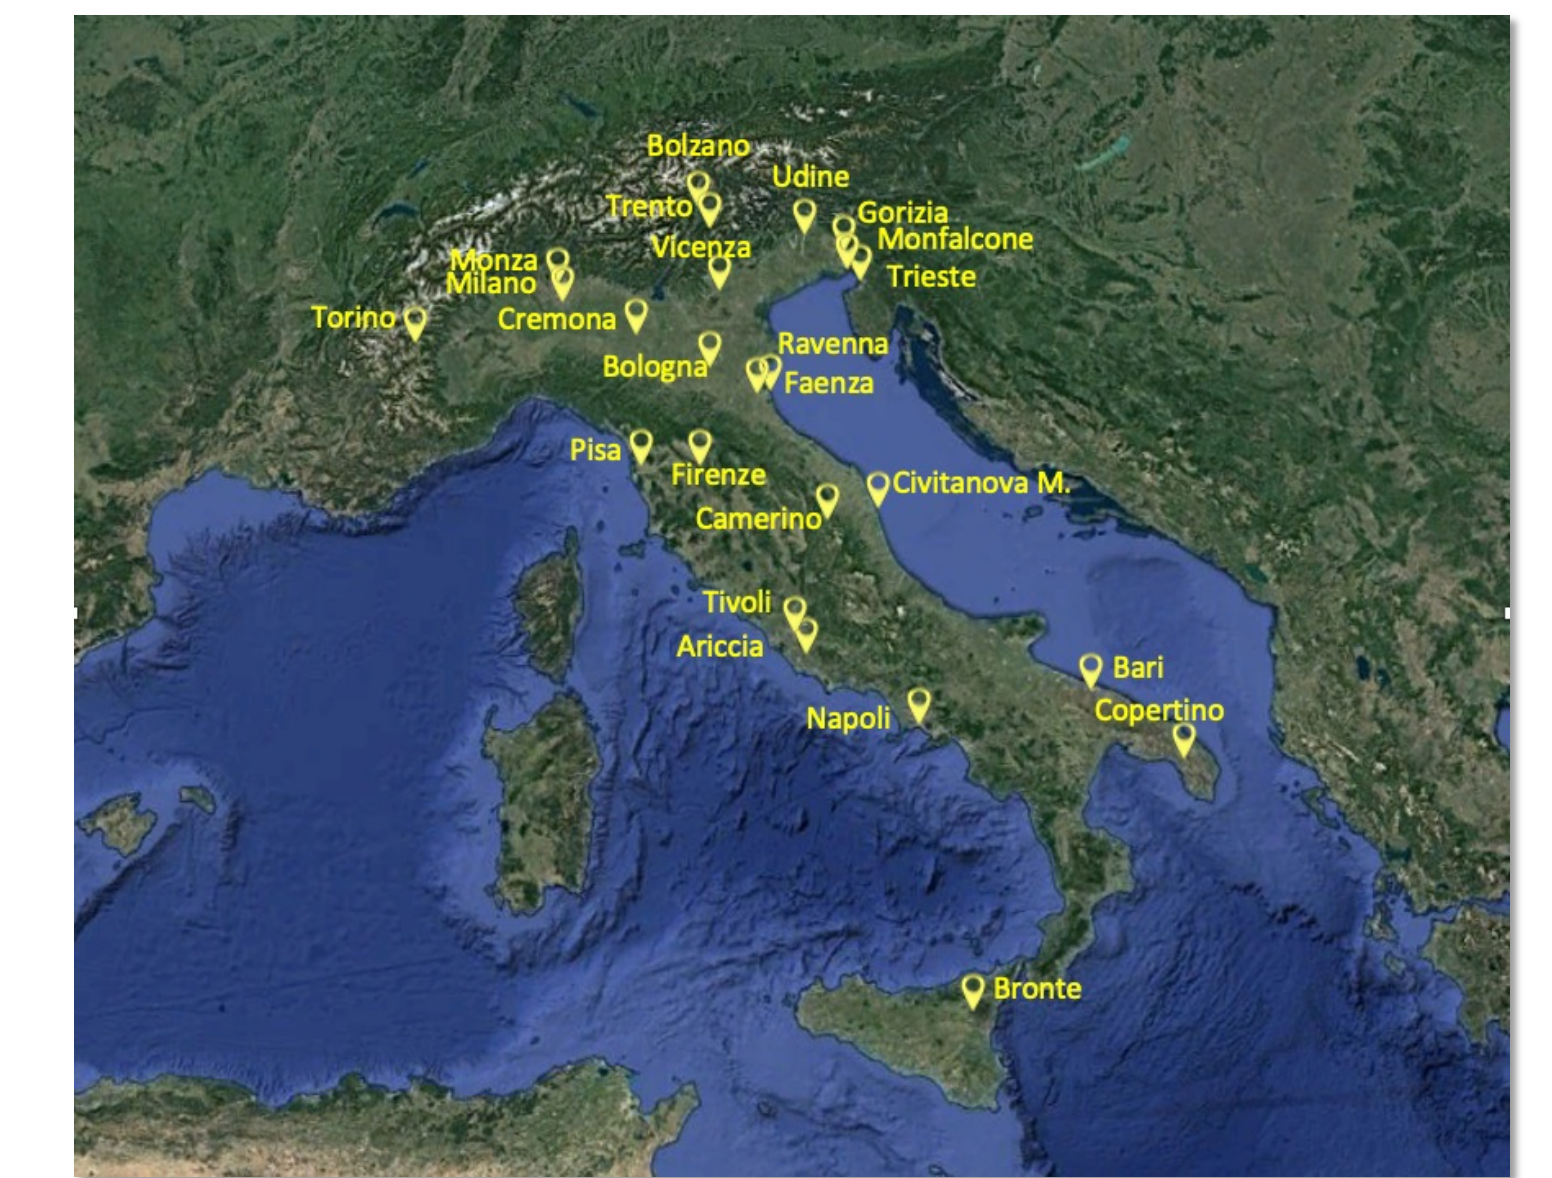 Bolzano
Udine
Trento
Gorizia
Monfalcone
Vicenza
Monza
Milano
Trieste
Torino
Cremona
Ravenna
Bologna
Faenza
Pisa
Firenze
Civitanova M.
Camerino
Tivoli
Ariccia
Bari
Napoli
Copertino
Bronte